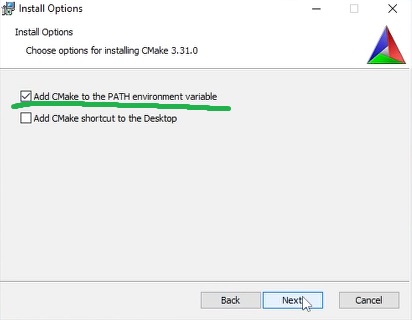 Install Options
Install Options
Choose options for installing CMake 3.31.0
Add CMake to the PATH environment variable
Add CMake shortcut to the Desktop
Back
Next
Cancel